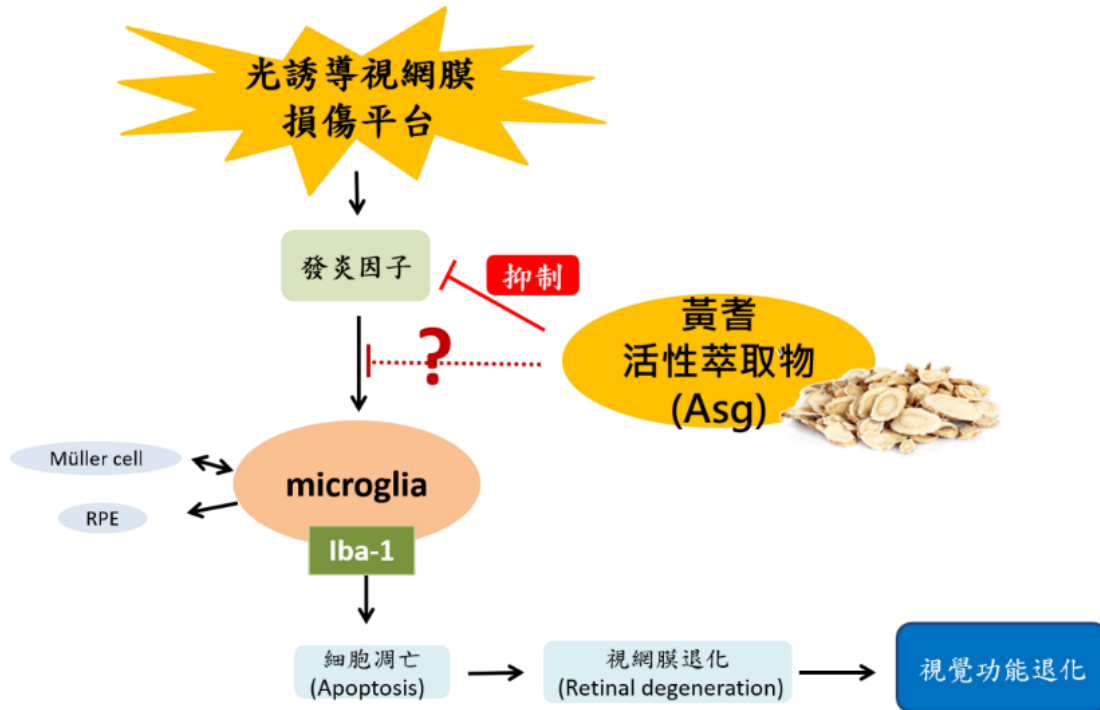 光誘導視網膜
損傷平台
發炎因子
抑制
黃耆
活性萃取物
(Asg)
?
Müller cell
microglia
RPE
Iba-1
細胞凋亡
(Apoptosis)
視網膜退化
(Retinal degeneration)
視覺功能退化